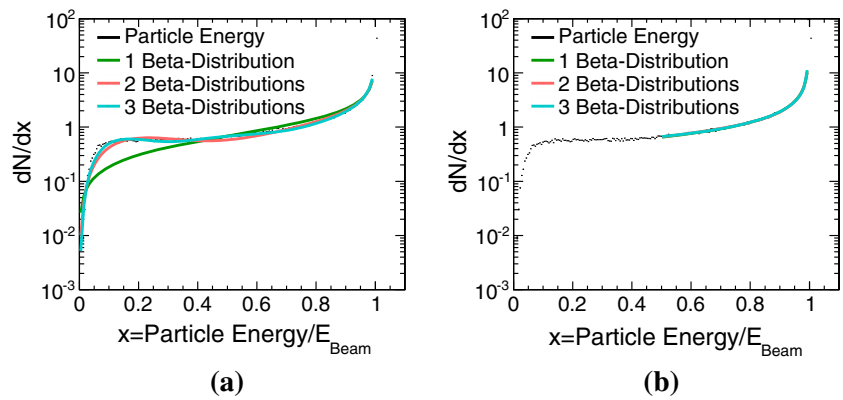 10²
10
1
10⁻¹
10⁻²
10⁻³
dN/dx
Particle Energy
1 Beta-Distribution
2 Beta-Distributions
3 Beta-Distributions
0 0.2 0.4 0.6 0.8 1
x=Particle Energy/E_Beam
(a)
10²
10
1
10⁻¹
10⁻²
10⁻³
dN/dx
Particle Energy
1 Beta-Distribution
2 Beta-Distributions
3 Beta-Distributions
0 0.2 0.4 0.6 0.8 1
x=Particle Energy/E_Beam
(b)